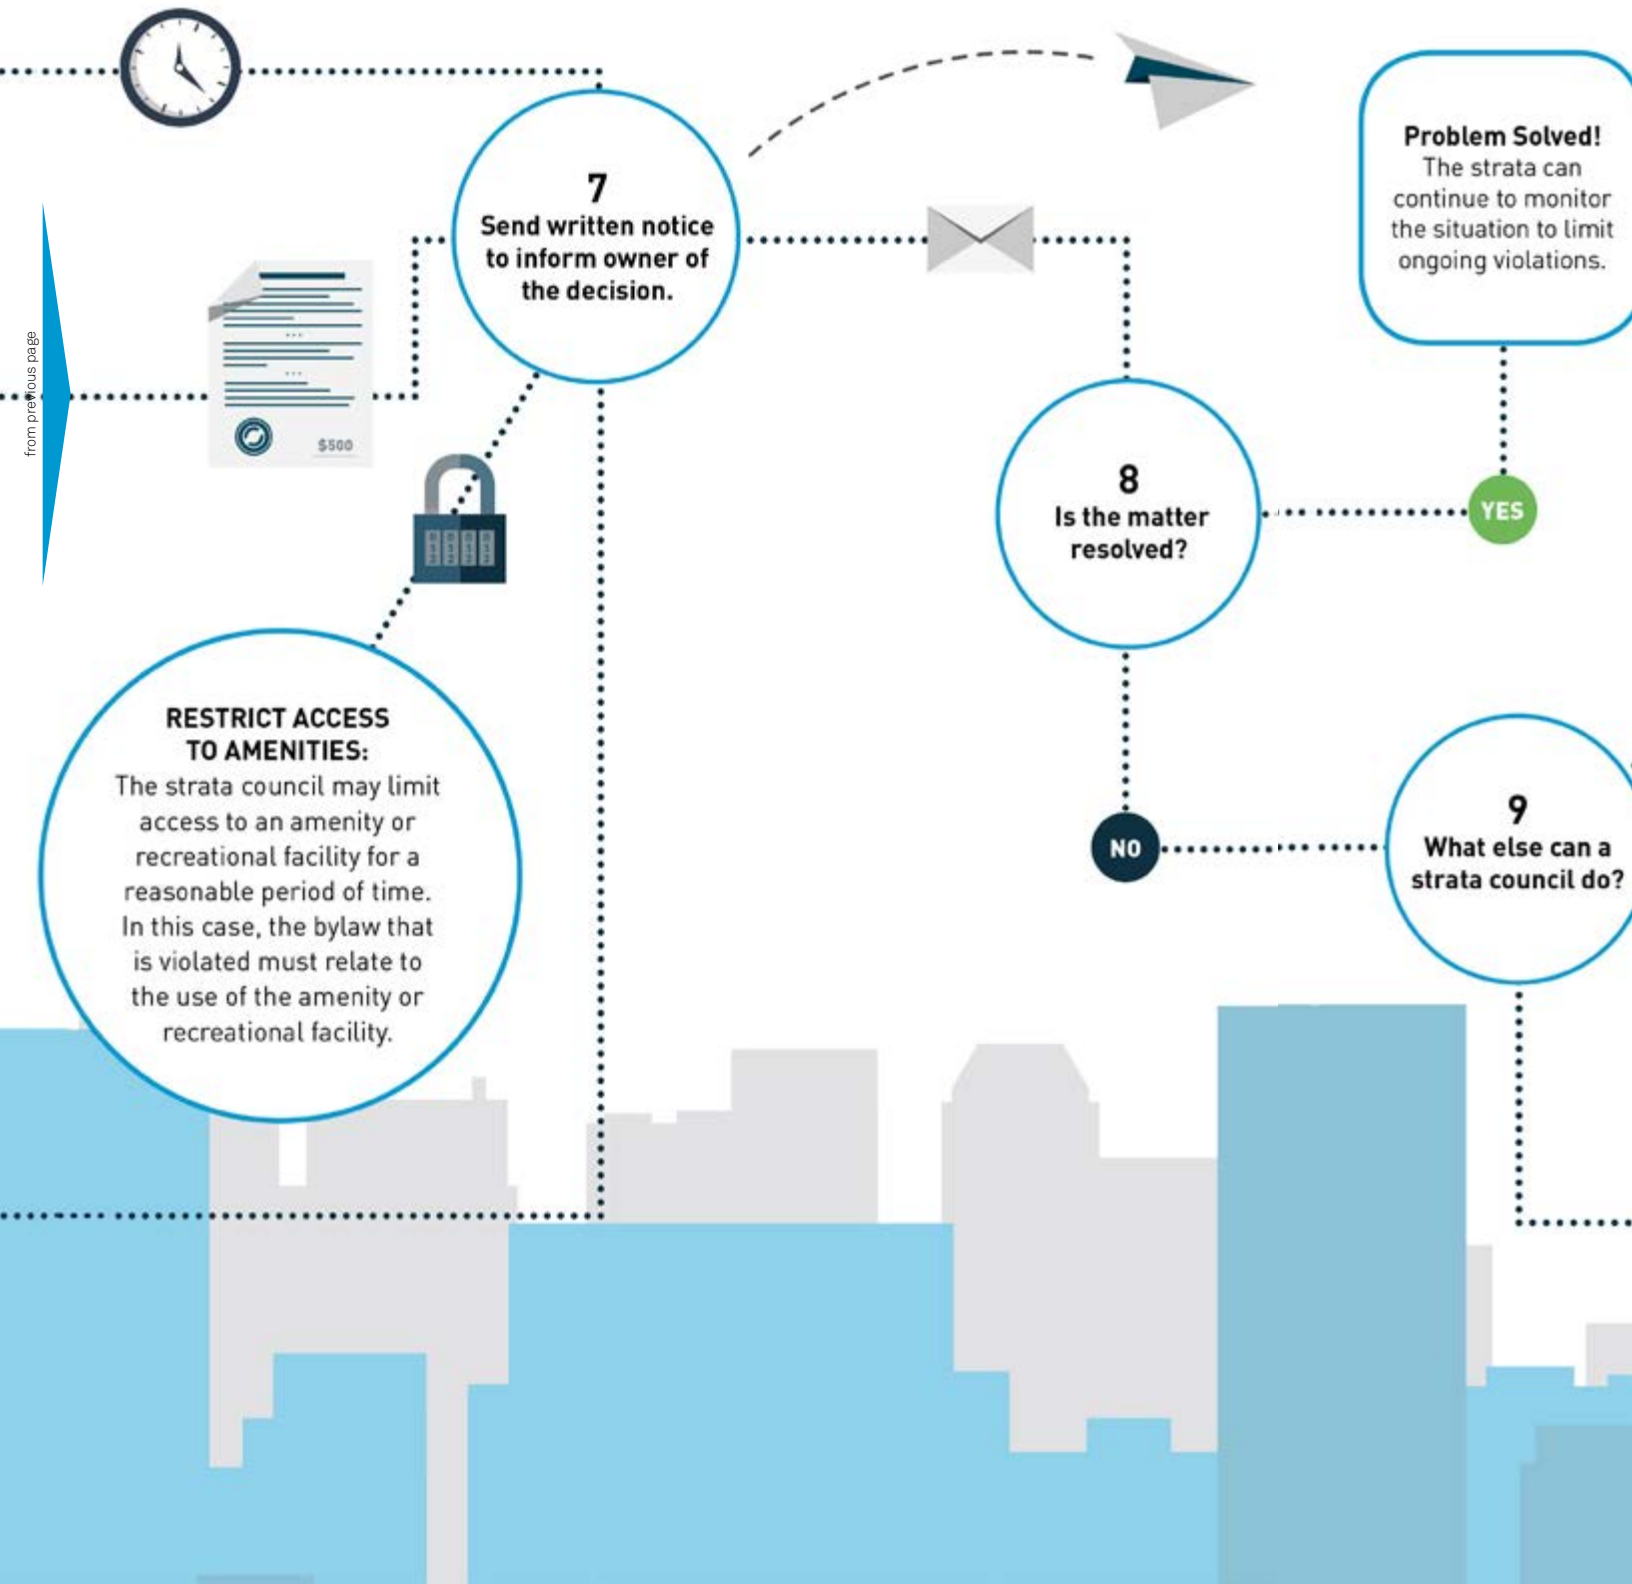 from previous page
$500
7
Send written notice
to inform owner of
the decision.
RESTRICT ACCESS
TO AMENITIES:
The strata council may limit
access to an amenity or
recreational facility for a
reasonable period of time.
In this case, the bylaw that
is violated must relate to
the use of the amenity or
recreational facility.
8
Is the matter
resolved?
YES
Problem Solved!
The strata can
continue to monitor
the situation to limit
ongoing violations.
NO
9
What else can a
strata council do?